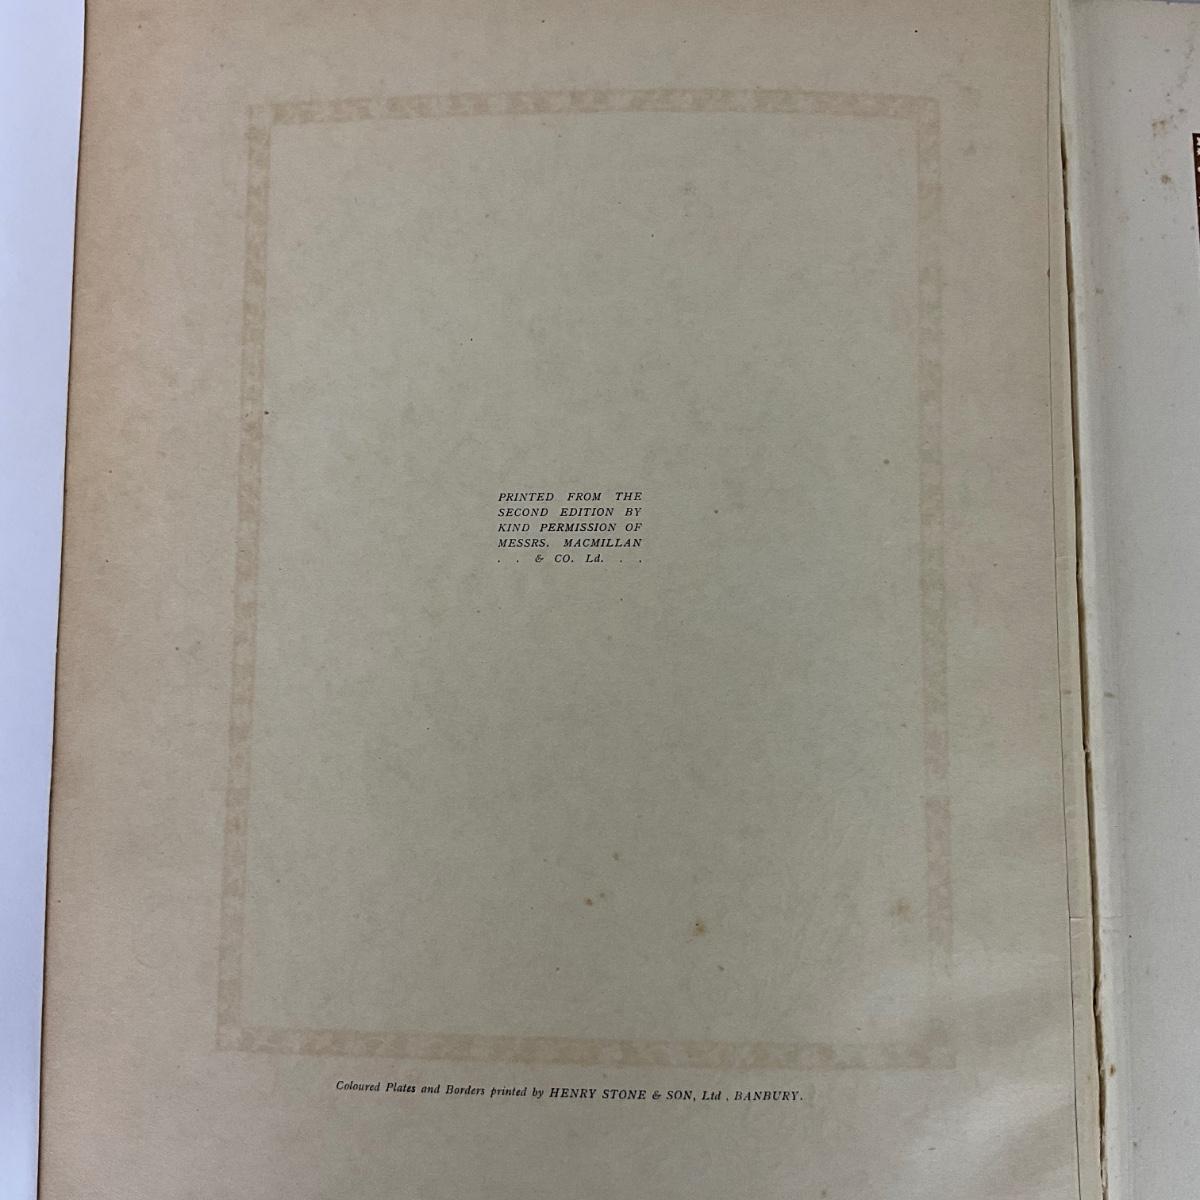 PRINTED FROM THE
SECOND EDITION BY
KIND PERMISSION OF
MESSRS. MACMILLAN
. . & CO. Ld. . .
Coloured Plates and Borders printed by HENRY STONE & SON, Ltd , BANBURY.